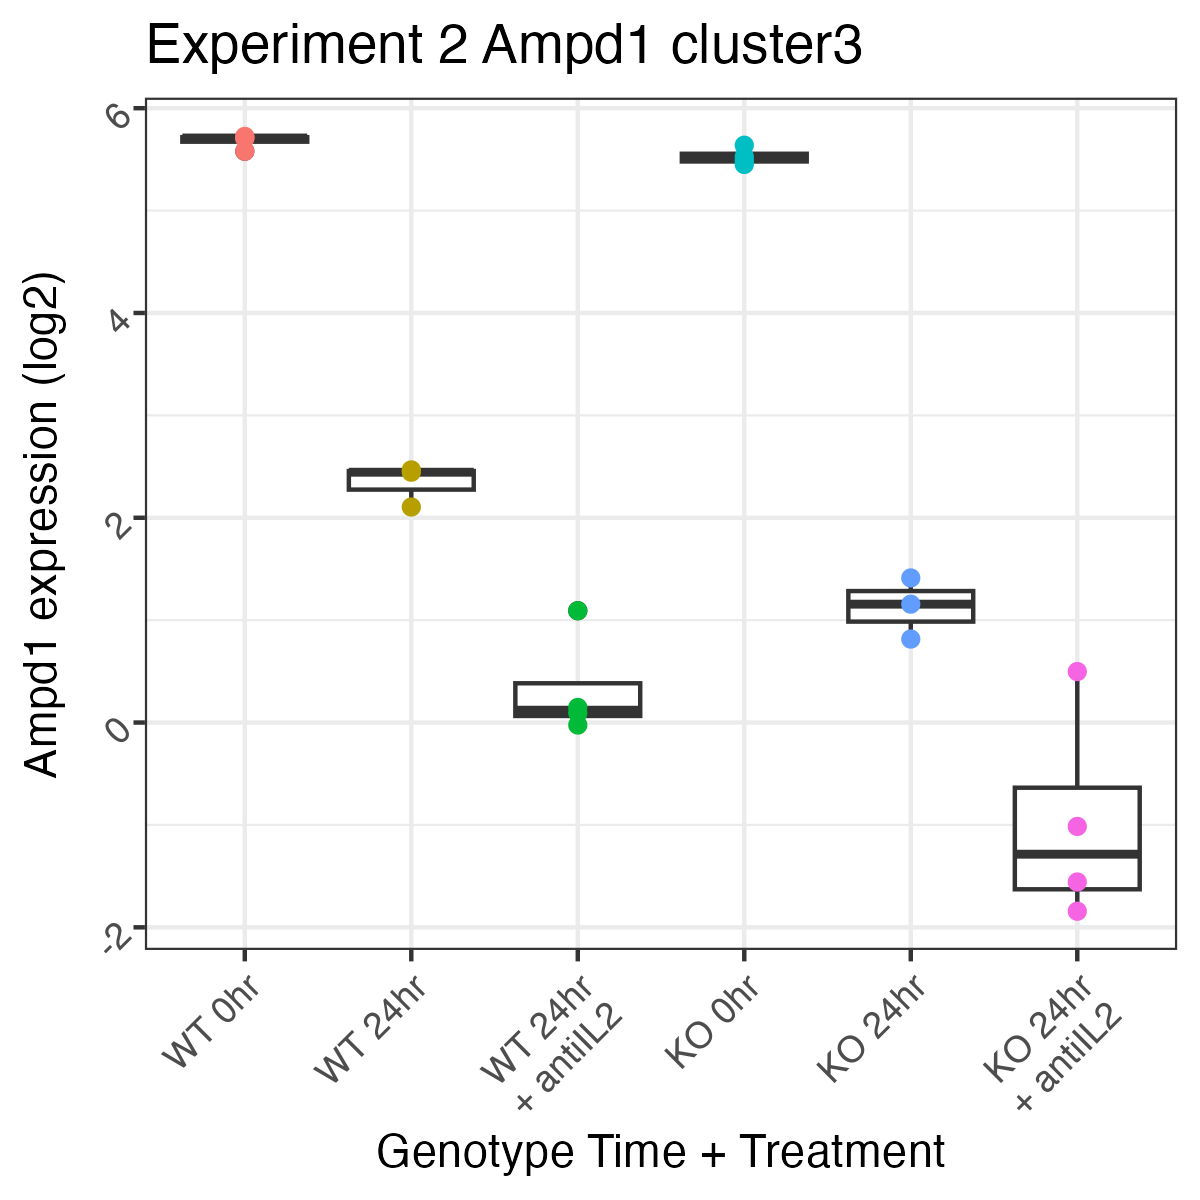 Experiment 2 Ampd1 cluster3
Ampd1 expression (log2)
6
4
2
0
-2
WT 0hr
WT 24hr
WT 24hr
+ antiIL2
KO 0hr
KO 24hr
KO 24hr
+ antiIL2
Genotype Time + Treatment